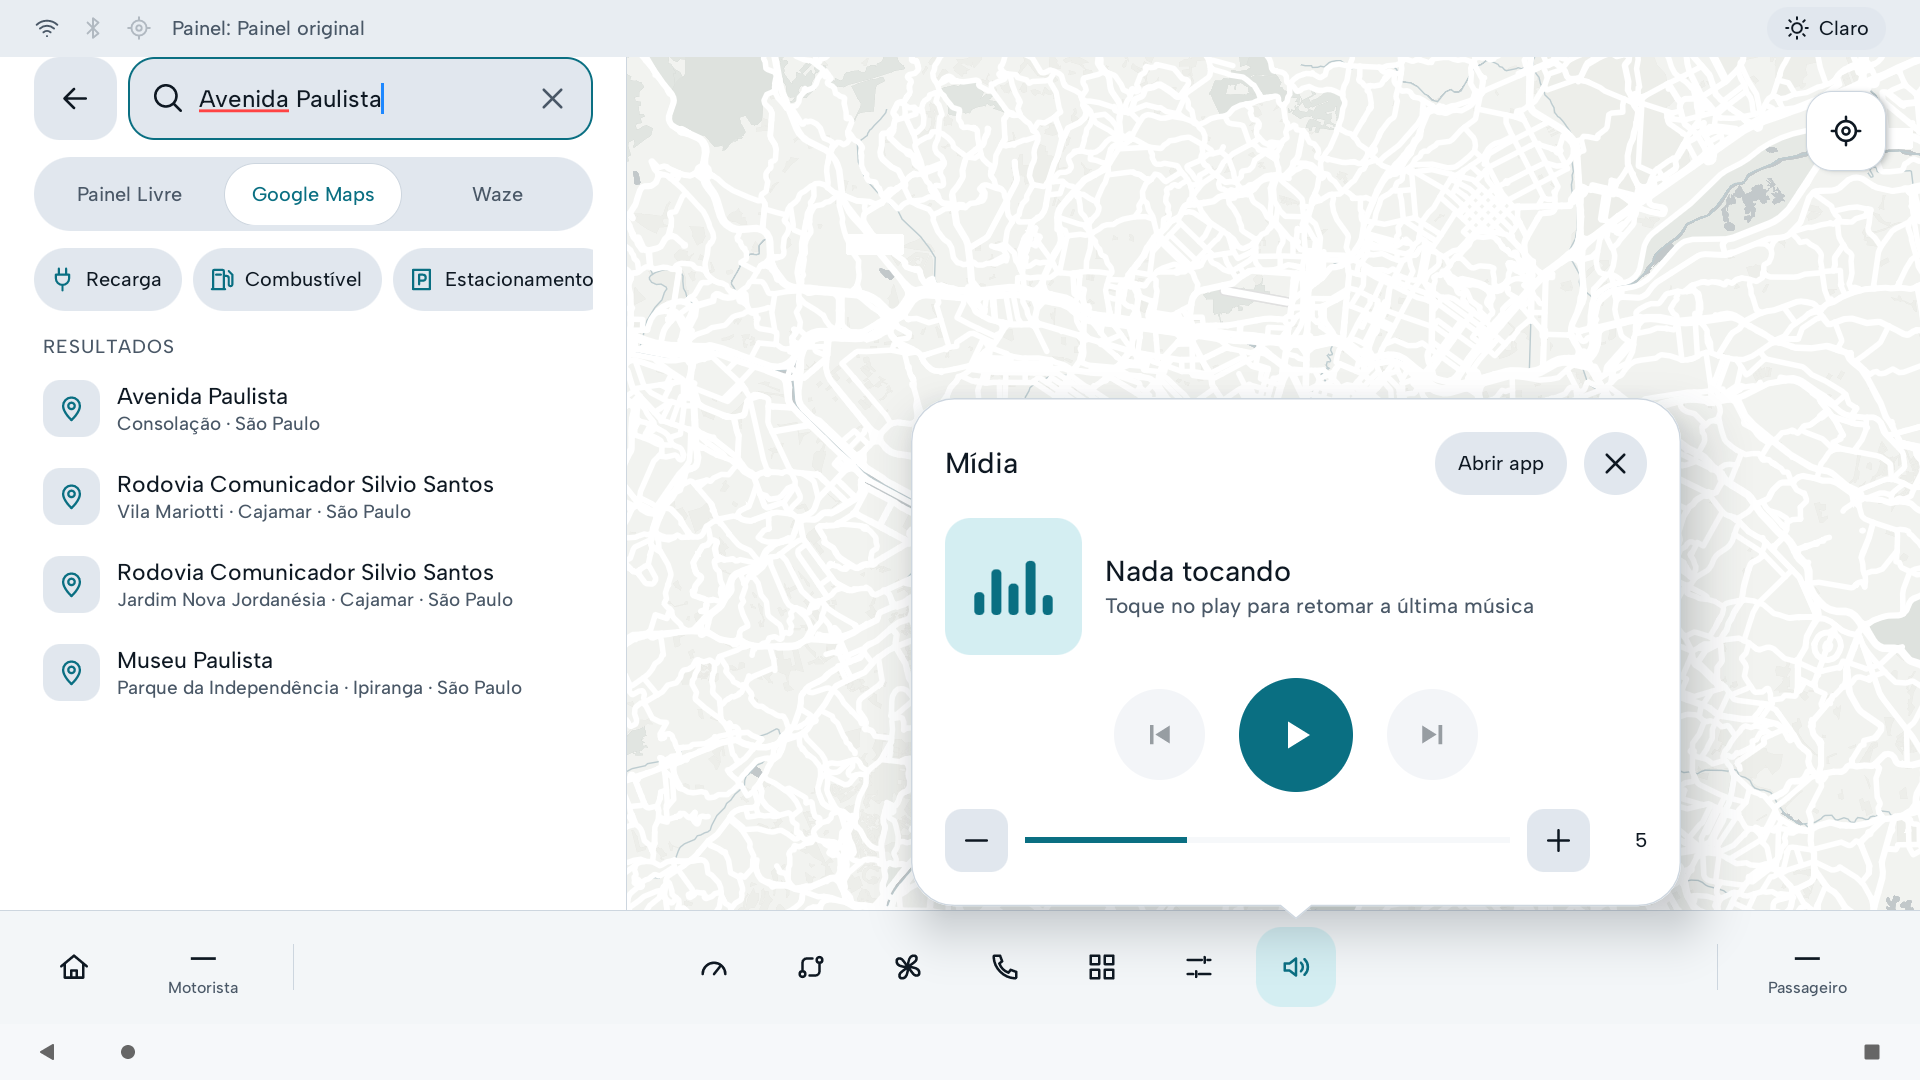 Painel: Painel original
Claro
Avenida Paulista
Painel Livre
Google Maps
Waze
Recarga
Combustível
Estacionamento
RESULTADOS
Avenida Paulista
Consolação · São Paulo
Rodovia Comunicador Silvio Santos
Vila Mariotti · Cajamar · São Paulo
Rodovia Comunicador Silvio Santos
Jardim Nova Jordanésia · Cajamar · São Paulo
Museu Paulista
Parque da Independência · Ipiranga · São Paulo
Mídia
Abrir app
Nada tocando
Toque no play para retomar a última música
5
—
Motorista
—
Passageiro